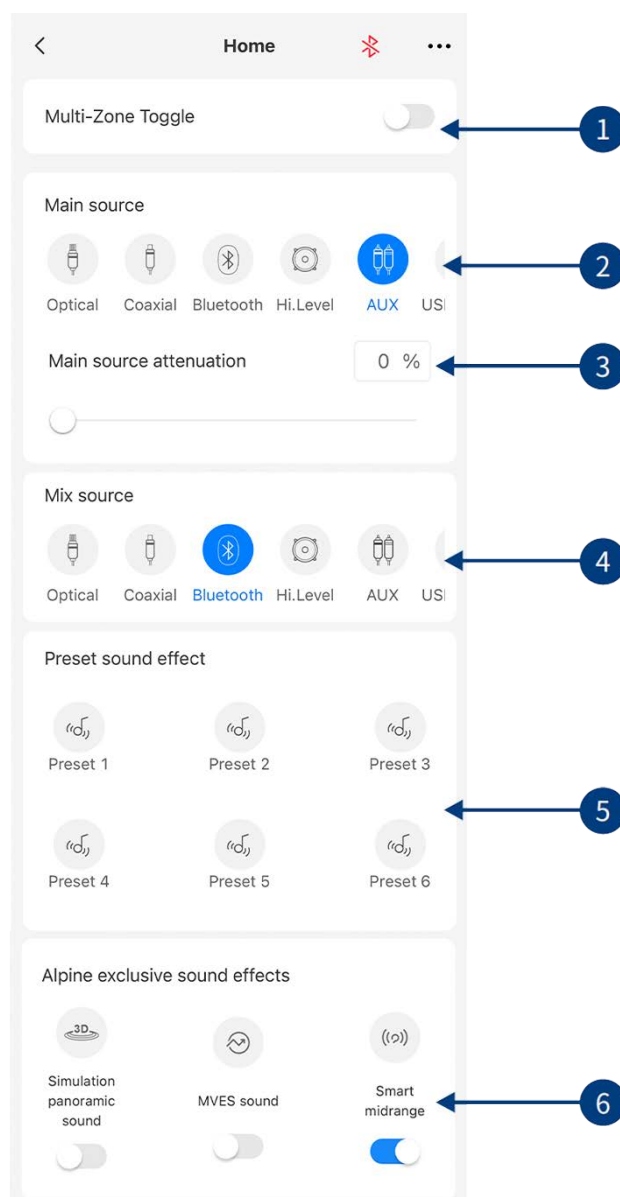 Home
Multi-Zone Toggle
1
Main source
Optical Coaxial Bluetooth Hi.Level AUX US
2
Main source attenuation 0 %
3
Mix source
Optical Coaxial Bluetooth Hi.Level AUX US
4
Preset sound effect
Preset 1 Preset 2 Preset 3
5
Preset 4 Preset 5 Preset 6
Alpine exclusive sound effects
3D
Simulation
panoramic
sound
MVES sound
Smart
midrange
6